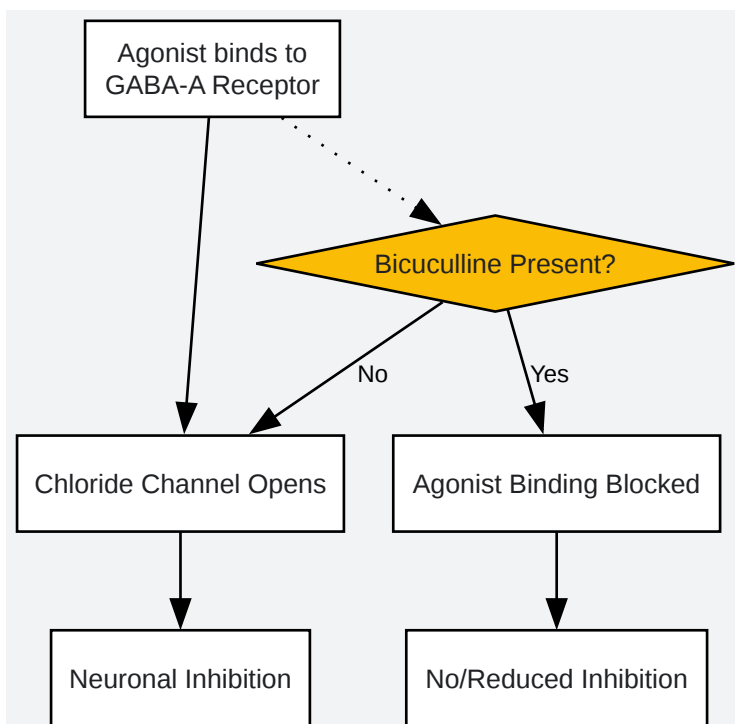 Agonist binds to
GABA-A Receptor
Bicuculline Present?
No
Yes
Chloride Channel Opens
Agonist Binding Blocked
Neuronal Inhibition
No/Reduced Inhibition